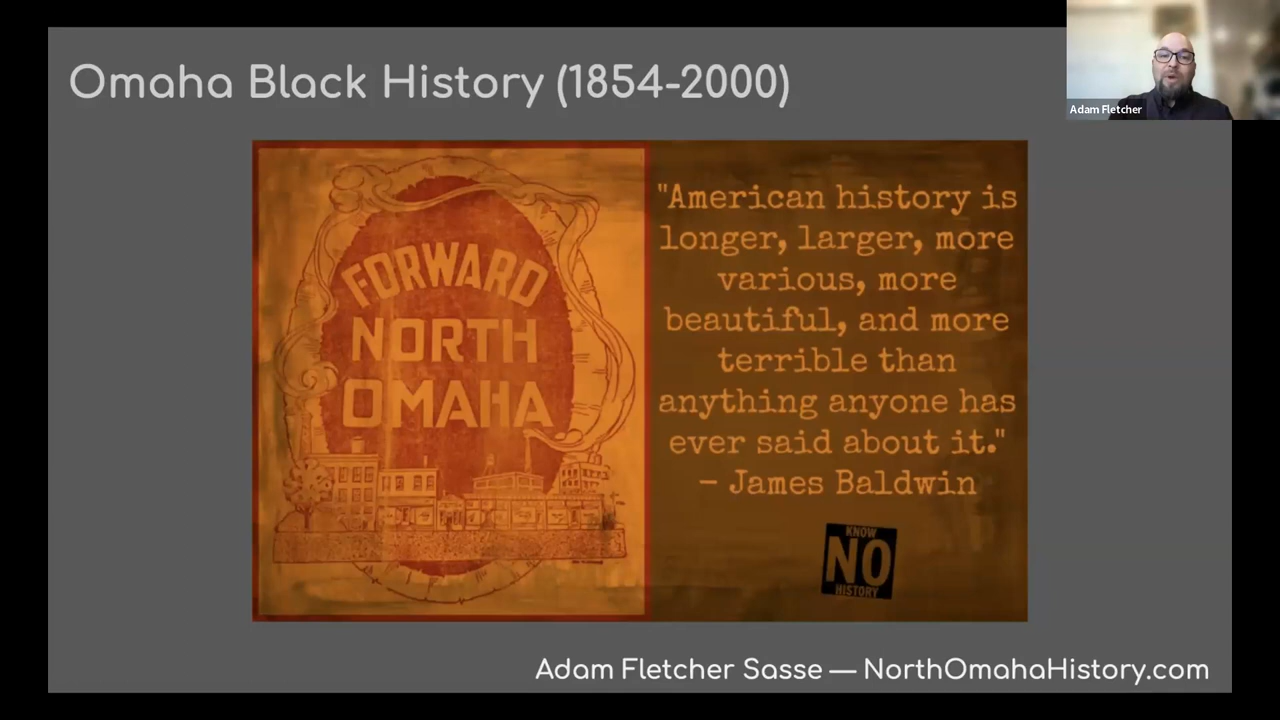 Omaha Black History (1854-2000)
Adam Fletcher
FORWARD
NORTH
OMAHA
"American history is
longer, larger, more
various, more
beautiful, and more
terrible than
anything anyone has
ever said about it."
– James Baldwin
KNOW
NO
HISTORY
Adam Fletcher Sasse — NorthOmahaHistory.com